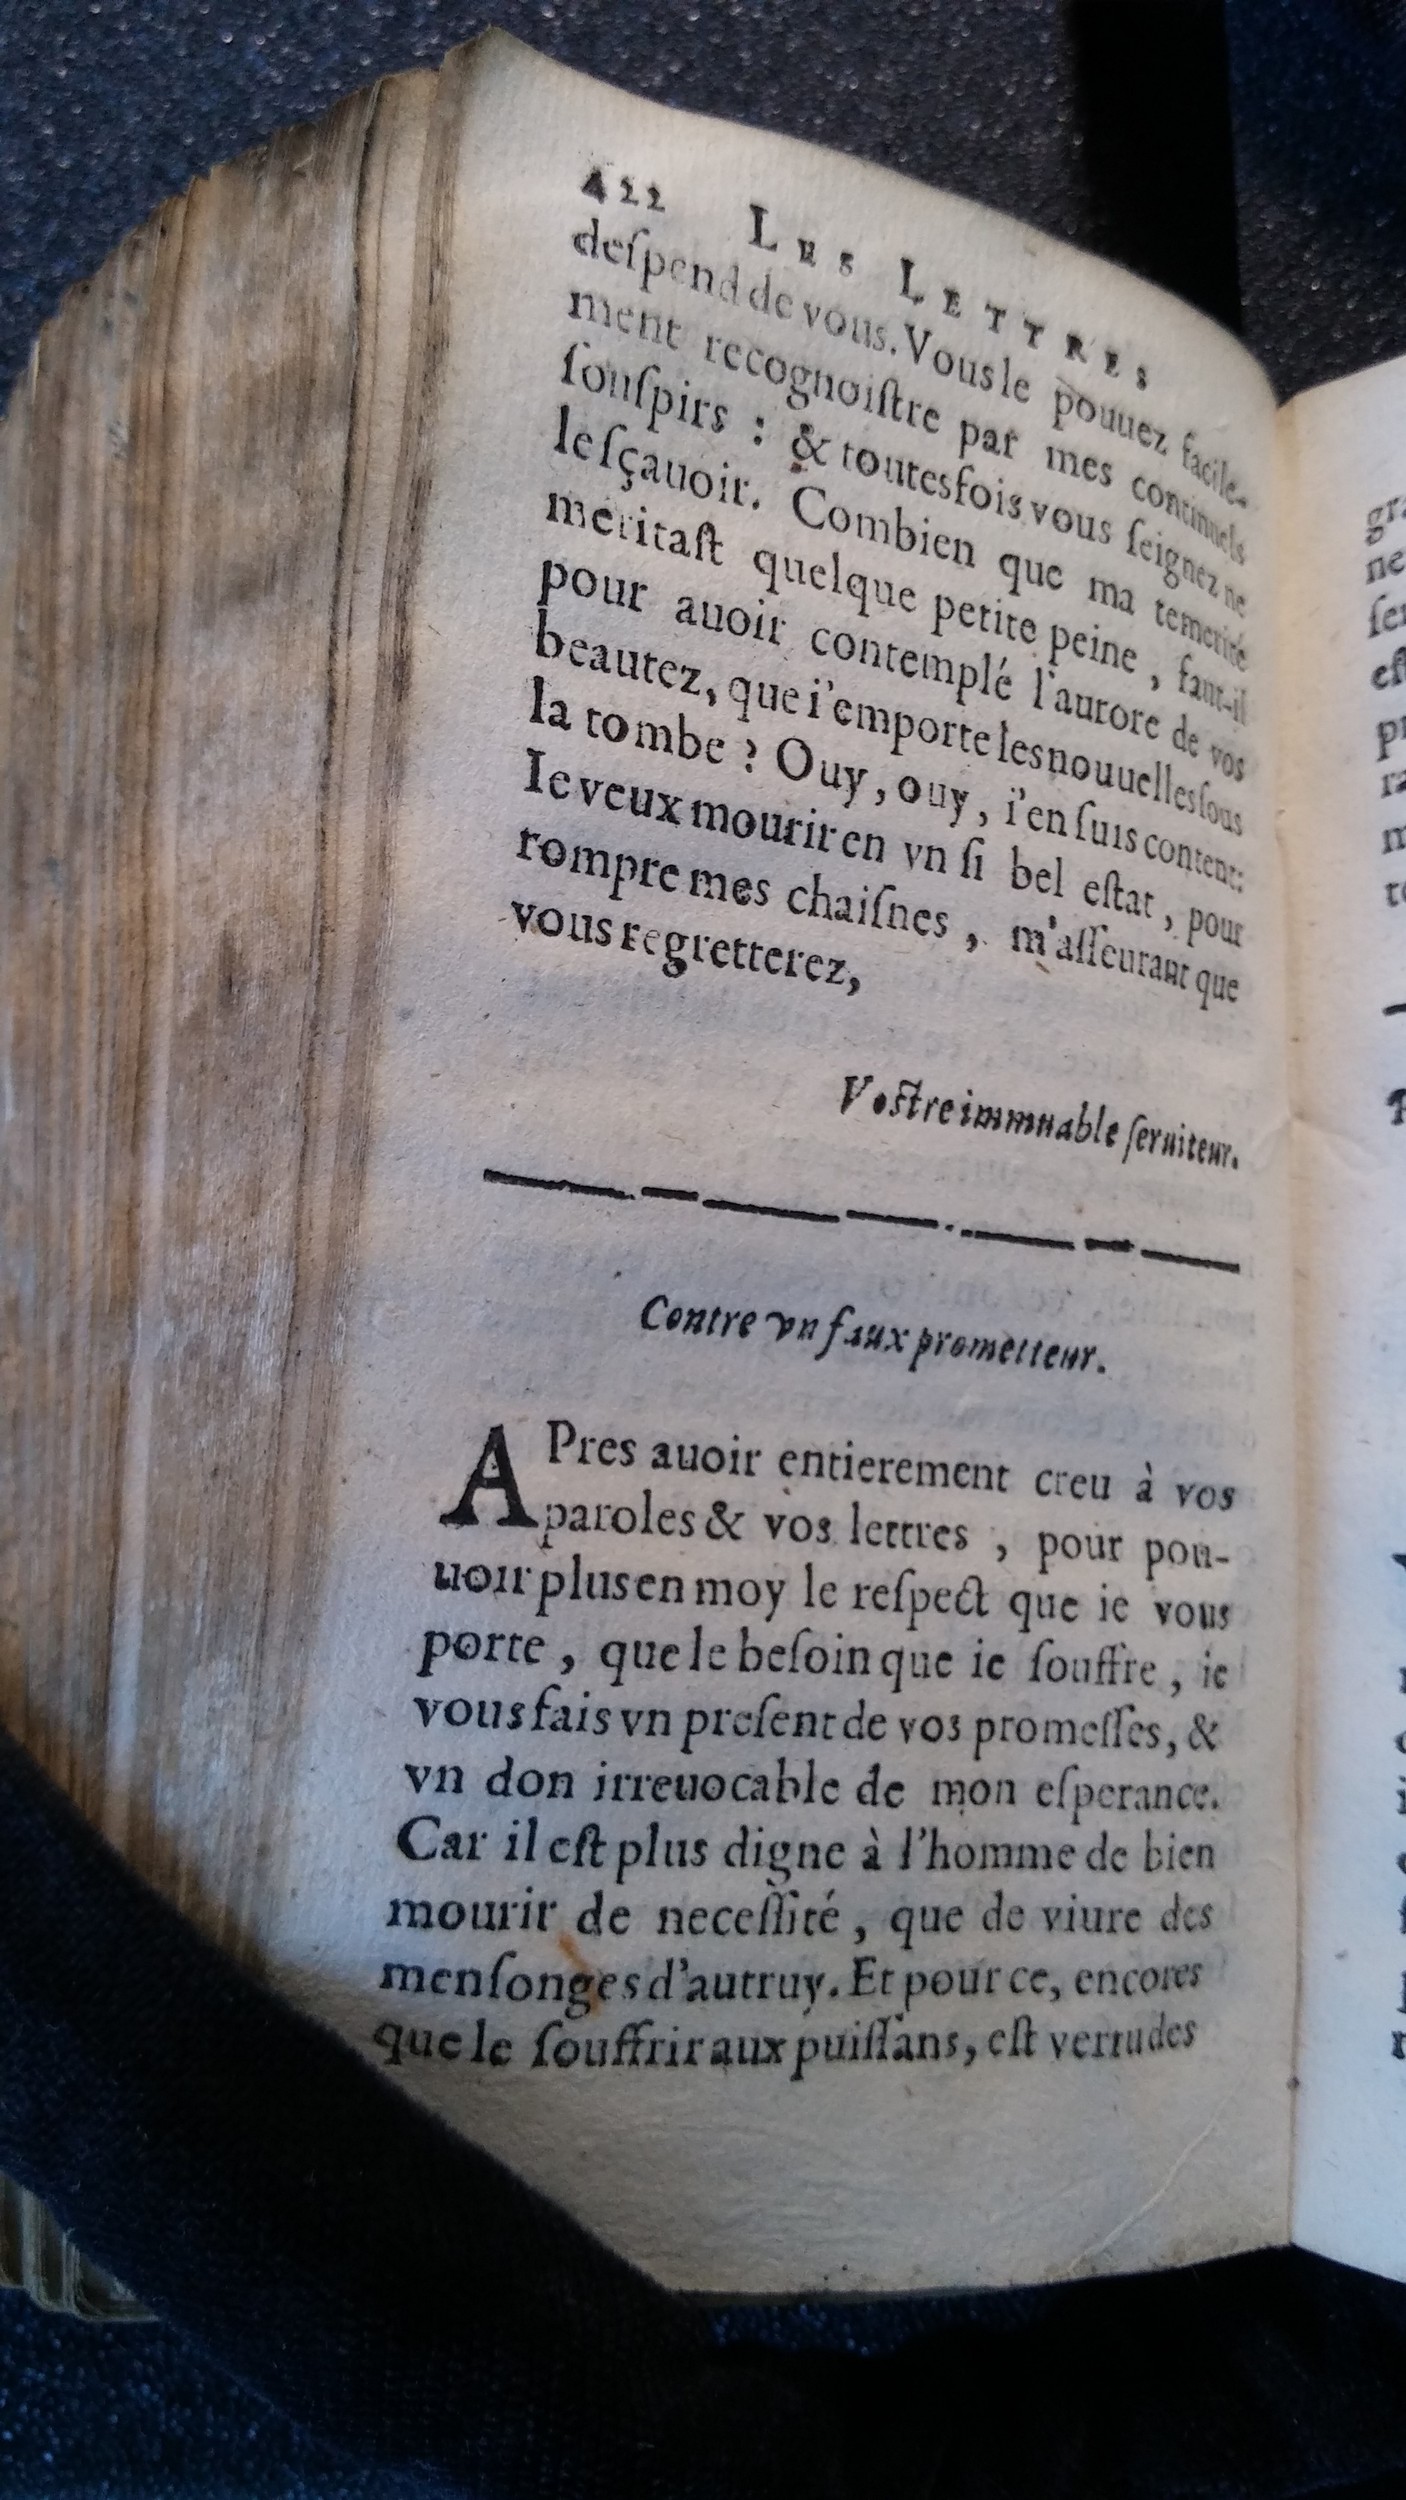 422 LES LETTRES
deſpend de vous. Vous le pouuez facile-
ment recognoiſtre par mes continuels
ſouſpirs : & toutesfois vous ſeignez ne
le ſçauoir. Combien que ma temerité
meritaſt quelque petite peine, faut-il
pour auoir contemplé l'aurore de vos
beautez, que i'emporte les nouuelles ſous
la tombe ? Ouy, ouy, i'en ſuis content:
Ie veux mourir en vn ſi bel eſtat, pour
rompre mes chaiſnes, m'aſſeurant que
vous regretterez,
Voſtre immuable ſeruiteur.
Contre vn faux prometteur.
APres auoir entierement creu à vos
paroles & vos lettres, pour pou-
uoir plus en moy le reſpect que ie vous
porte, que le beſoin que ie ſouffre, ie
vous fais vn preſent de vos promeſſes, &
vn don irreuocable de mon eſperance.
Car il eſt plus digne à l'homme de bien
mourir de neceſſité, que de viure des
menſonges d'autruy. Et pour ce, encores
que le ſouffrir aux puiſſans, eſt vertu des